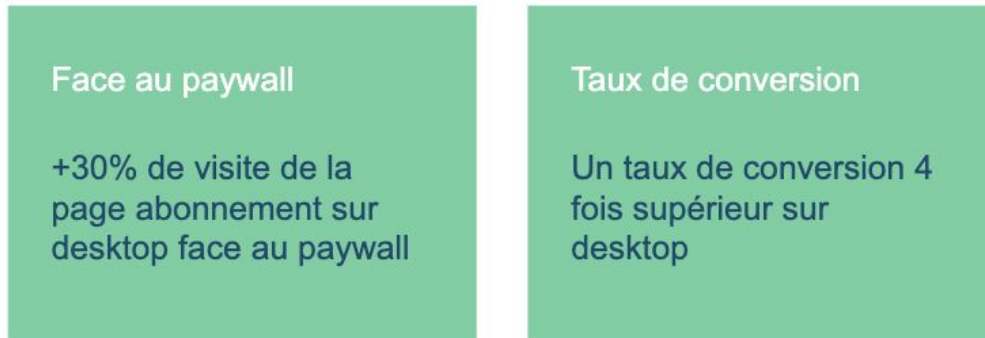 Face au paywall
+30% de visite de la
page abonnement sur
desktop face au paywall
Taux de conversion
Un taux de conversion 4
fois supérieur sur
desktop